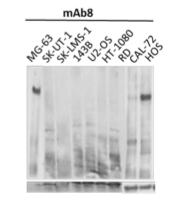 mAb8
MG-63
SK-UT-1
SK-LMS-1
143B
U2-OS
HT-1080
RD
CAL-72
HOS